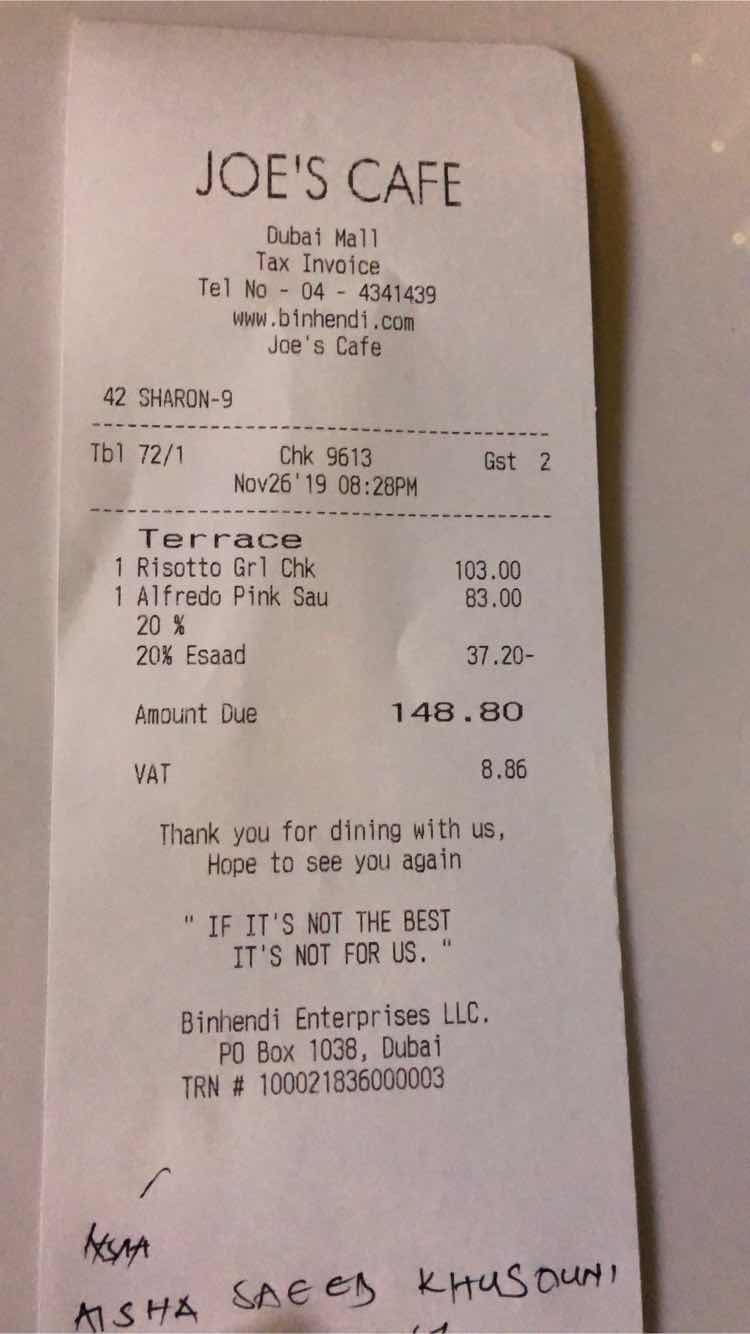 JOE'S CAFE
Dubai Mall
Tax Invoice
Tel No - 04 - 4341439
www.binhendi.com
Joe's Cafe
42 SHARON-9
Tbl 72/1 Chk 9613 Gst 2
Nov26'19 08:28PM
Terrace
1 Risotto Grl Chk 103.00
1 Alfredo Pink Sau 83.00
20 %
20% Esaad 37.20-
Amount Due 148.80
VAT 8.86
Thank you for dining with us,
Hope to see you again
" IF IT'S NOT THE BEST
IT'S NOT FOR US. "
Binhendi Enterprises LLC.
PO Box 1038, Dubai
TRN # 100021836000003
AISHA SAEED KHUSOUNI